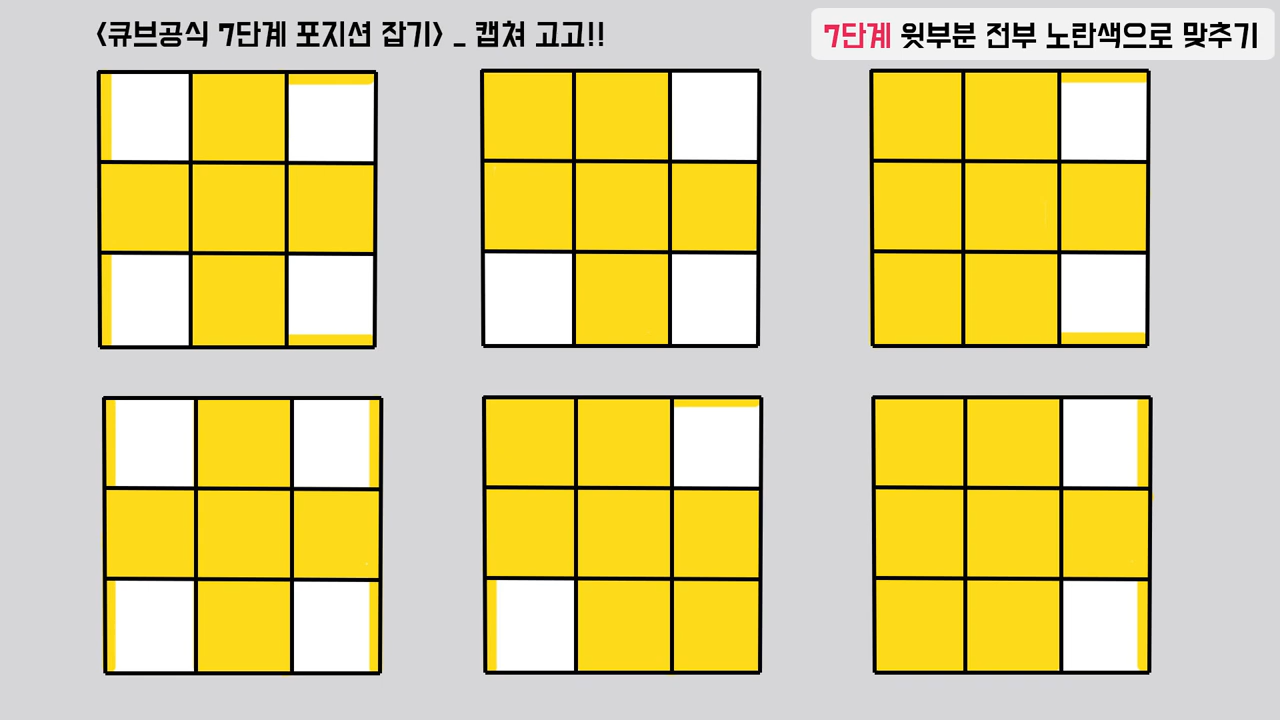 <큐브공식 7단계 포지션 잡기> _ 캡쳐 고고!!
7단계 윗부분 전부 노란색으로 맞추기